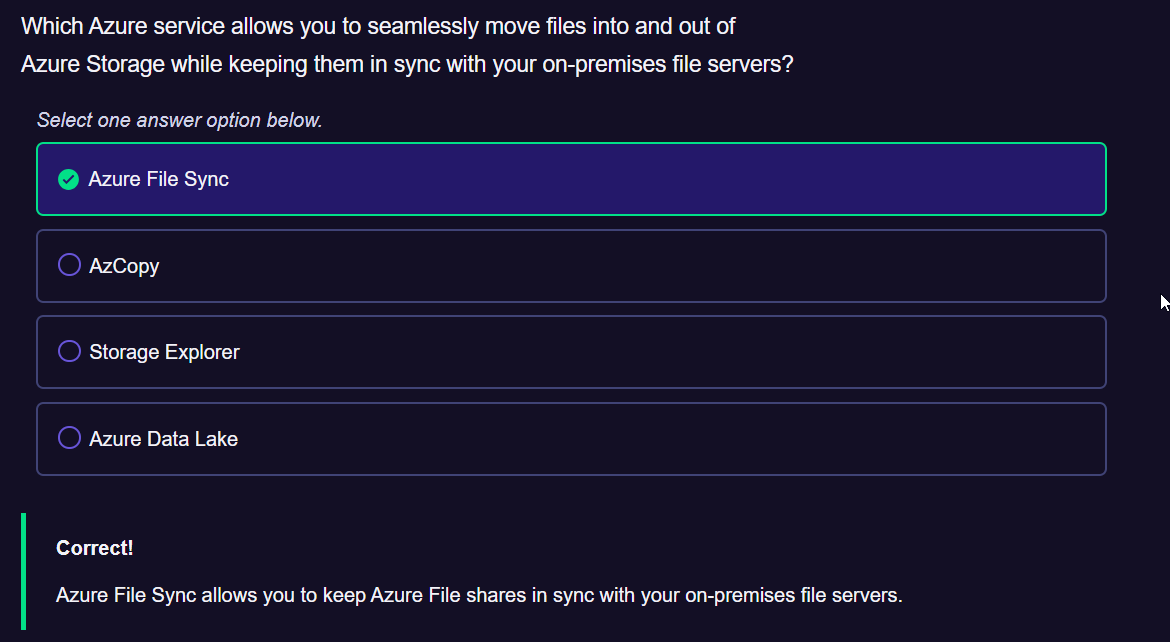 Which Azure service allows you to seamlessly move files into and out of
Azure Storage while keeping them in sync with your on-premises file servers?
Select one answer option below.
Azure File Sync
AzCopy
Storage Explorer
Azure Data Lake
Correct!
Azure File Sync allows you to keep Azure File shares in sync with your on-premises file servers.